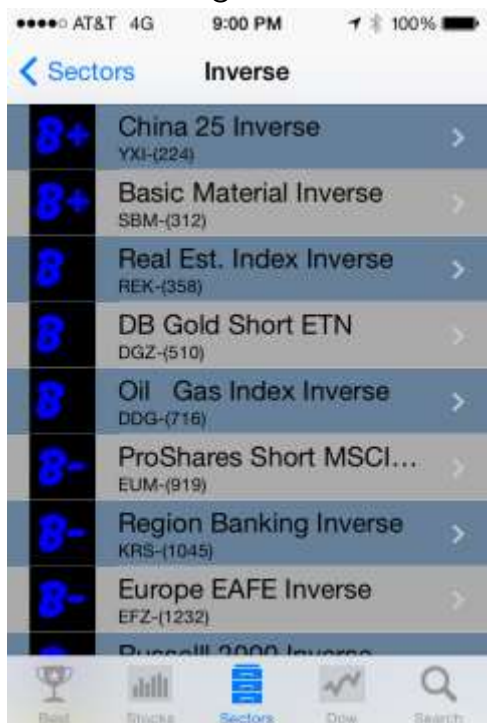 AT&T 4G 9:00 PM 100%
Sectors Inverse
B+ China 25 Inverse
YXI-(224)
B+ Basic Material Inverse
SBM-(312)
B Real Est. Index Inverse
REK-(358)
B DB Gold Short ETN
DGZ-(510)
B Oil Gas Index Inverse
DDG-(716)
B- ProShares Short MSCI...
EUM-(919)
B- Region Banking Inverse
KRS-(1045)
B- Europe EAFE Inverse
EFZ-(1232)
2000 Inverse
Best Stocks Sectors Dow Search